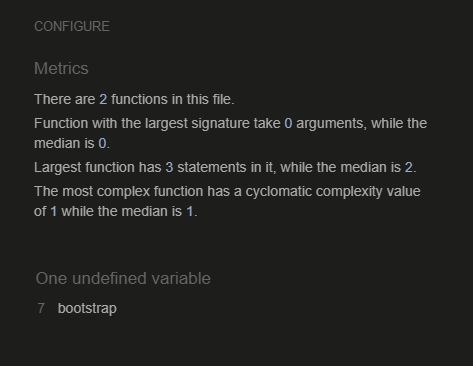 CONFIGURE
Metrics
There are 2 functions in this file.
Function with the largest signature take 0 arguments, while the
median is 0.
Largest function has 3 statements in it, while the median is 2.
The most complex function has a cyclomatic complexity value
of 1 while the median is 1.
One undefined variable
7 bootstrap